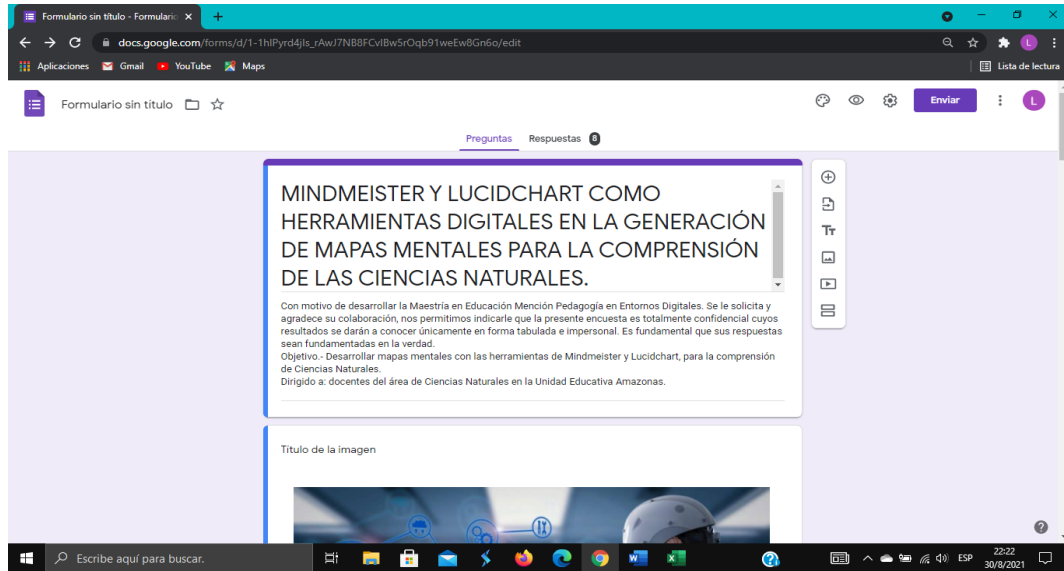 Formulario sin título - Formulario
docs.google.com/forms/d/1-1hlPyrd4jls_rAwJ7NB8FCvlBw5rOqb91weEw8Gn6o/edit
Aplicaciones Gmail YouTube Maps Lista de lectura
Formulario sin titulo Enviar L
Preguntas Respuestas 8
MINDMEISTER Y LUCIDCHART COMO
HERRAMIENTAS DIGITALES EN LA GENERACIÓN
DE MAPAS MENTALES PARA LA COMPRENSIÓN
DE LAS CIENCIAS NATURALES.
Con motivo de desarrollar la Maestría en Educación Mención Pedagogía en Entornos Digitales. Se le solicita y
agradece su colaboración, nos permitimos indicarle que la presente encuesta es totalmente confidencial cuyos
resultados se darán a conocer únicamente en forma tabulada e impersonal. Es fundamental que sus respuestas
sean fundamentadas en la verdad.
Objetivo.- Desarrollar mapas mentales con las herramientas de Mindmeister y Lucidchart, para la comprensión
de Ciencias Naturales.
Dirigido a: docentes del área de Ciencias Naturales en la Unidad Educativa Amazonas.
Título de la imagen
Escribe aquí para buscar.
ESP
22:22
30/8/2021